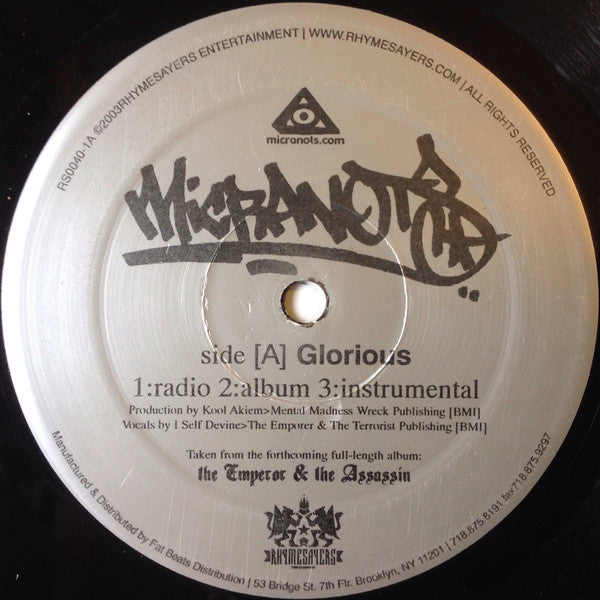 RS0040-1A ©2003RHYMESAYERS ENTERTAINMENT | WWW.RHYMESAYERS.COM | ALL RIGHTS RESERVED
micranots.com
MICRANOTS
side [A] Glorious
1:radio 2:album 3:instrumental
Production by Kool Akiem>Mental Madness Wreck Publishing [BMI]
Vocals by I Self Devine>The Emporer & The Terrorist Publishing [BMI]
Taken from the forthcoming full-length album:
the Emperor & the Assassin
RHYMESAYERS
Manufactured & Distributed by Fat Beats Distribution | 53 Bridge St. 7th Flr. Brooklyn, NY 11201 | 718.875.8191 fax718.875.9297